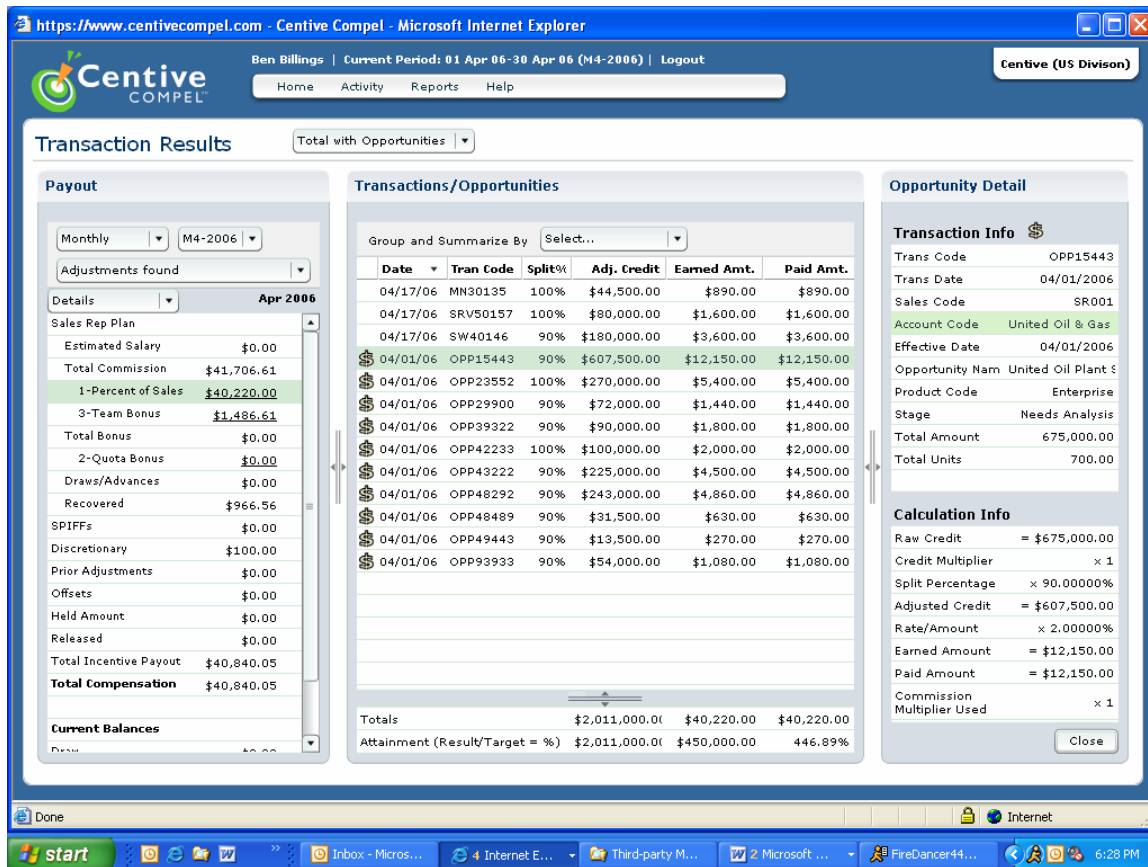 https://www.centivecompel.com - Centive Compel - Microsoft Internet Explorer
Ben Billings | Current Period: 01 Apr 06-30 Apr 06 (M4-2006) | Logout
Centive (US Divison)
Centive
COMPEL™
Home Activity Reports Help
Transaction Results
Total with Opportunities
Payout
Monthly M4-2006
Adjustments found
Details Apr 2006
Sales Rep Plan
Estimated Salary $0.00
Total Commission $41,706.61
1-Percent of Sales $40,220.00
3-Team Bonus $1,486.61
Total Bonus $0.00
2-Quota Bonus $0.00
Draws/Advances $0.00
Recovered $966.56
SPIFFs $0.00
Discretionary $100.00
Prior Adjustments $0.00
Offsets $0.00
Held Amount $0.00
Released $0.00
Total Incentive Payout $40,840.05
Total Compensation $40,840.05
Current Balances
Transactions/Opportunities
Group and Summarize By Select...
Date Tran Code Split% Adj. Credit Earned Amt. Paid Amt.
04/17/06 MN30135 100% $44,500.00 $890.00 $890.00
04/17/06 SRV50157 100% $80,000.00 $1,600.00 $1,600.00
04/17/06 SW40146 90% $180,000.00 $3,600.00 $3,600.00
$ 04/01/06 OPP15443 90% $607,500.00 $12,150.00 $12,150.00
$ 04/01/06 OPP23552 100% $270,000.00 $5,400.00 $5,400.00
$ 04/01/06 OPP29900 90% $72,000.00 $1,440.00 $1,440.00
$ 04/01/06 OPP39322 90% $90,000.00 $1,800.00 $1,800.00
$ 04/01/06 OPP42233 100% $100,000.00 $2,000.00 $2,000.00
$ 04/01/06 OPP43222 90% $225,000.00 $4,500.00 $4,500.00
$ 04/01/06 OPP48292 90% $243,000.00 $4,860.00 $4,860.00
$ 04/01/06 OPP48489 90% $31,500.00 $630.00 $630.00
$ 04/01/06 OPP49443 90% $13,500.00 $270.00 $270.00
$ 04/01/06 OPP93933 90% $54,000.00 $1,080.00 $1,080.00
Totals $2,011,000.0( $40,220.00 $40,220.00
Attainment (Result/Target = %) $2,011,000.0( $450,000.00 446.89%
Opportunity Detail
Transaction Info $
Trans Code OPP15443
Trans Date 04/01/2006
Sales Code SR001
Account Code United Oil & Gas
Effective Date 04/01/2006
Opportunity Nam United Oil Plant S
Product Code Enterprise
Stage Needs Analysis
Total Amount 675,000.00
Total Units 700.00
Calculation Info
Raw Credit = $675,000.00
Credit Multiplier × 1
Split Percentage × 90.00000%
Adjusted Credit = $607,500.00
Rate/Amount × 2.00000%
Earned Amount = $12,150.00
Paid Amount = $12,150.00
Commission
Multiplier Used × 1
Close
Done Internet
start » Inbox - Micros... 4 Internet E... Third-party M... 2 Microsoft ... FireDancer44... 6:28 PM